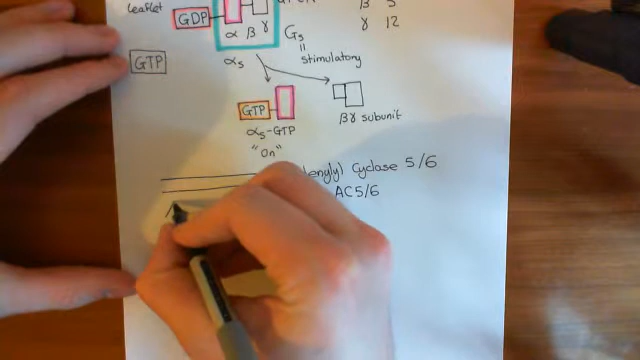 leaflet
GDP
α β γ
Gs
β 5
γ 12
GTP
αs
stimulatory
GTP
αs-GTP
"On"
βγ subunit
Cyclase 5/6
AC5/6